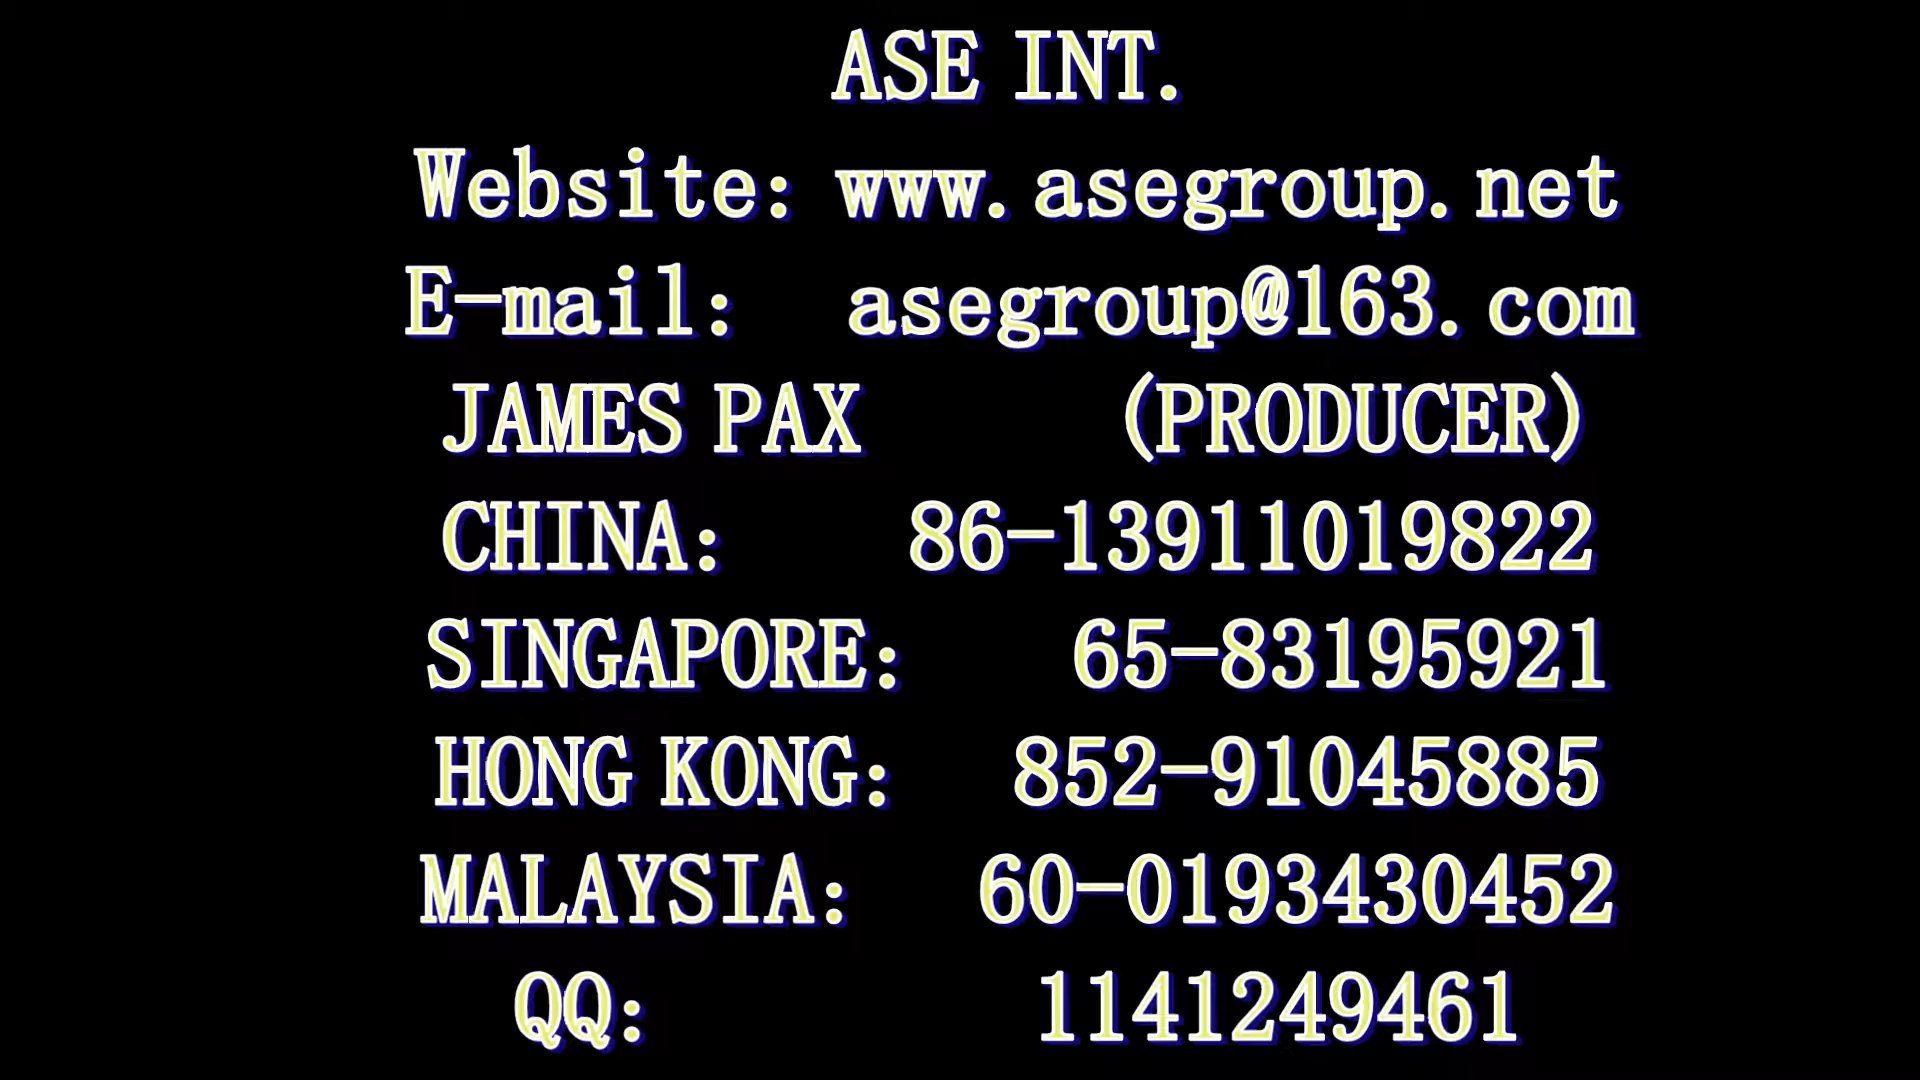 ASE INT.
Website: www.asegroup.net
E-mail: asegroup@163.com
JAMES PAX (PRODUCER)
CHINA: 86-13911019822
SINGAPORE: 65-83195921
HONG KONG: 852-91045885
MALAYSIA: 60-0193430452
QQ: 1141249461